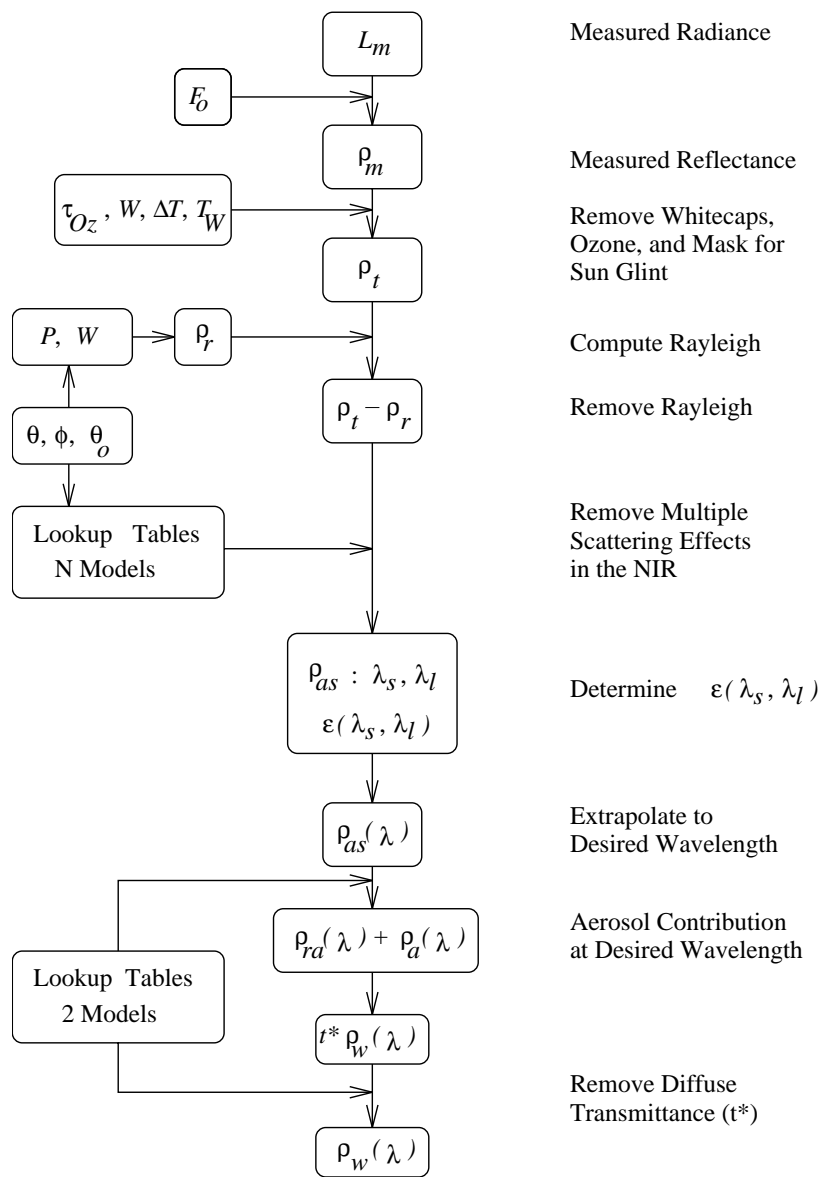 L_m Measured Radiance
F_o
ρ_m Measured Reflectance
τ_Oz , W, ΔT, T_W Remove Whitecaps,
Ozone, and Mask for
ρ_t Sun Glint
P, W ρ_r Compute Rayleigh
ρ_t − ρ_r Remove Rayleigh
θ, ϕ, θ_o
Lookup Tables Remove Multiple
N Models Scattering Effects
in the NIR
ρ_as : λ_s , λ_l Determine ε(λ_s , λ_l)
ε(λ_s , λ_l)
ρ_as(λ) Extrapolate to
Desired Wavelength
ρ_ra(λ) + ρ_a(λ) Aerosol Contribution
at Desired Wavelength
Lookup Tables
2 Models
t* ρ_w(λ)
Remove Diffuse
Transmittance (t*)
ρ_w(λ)